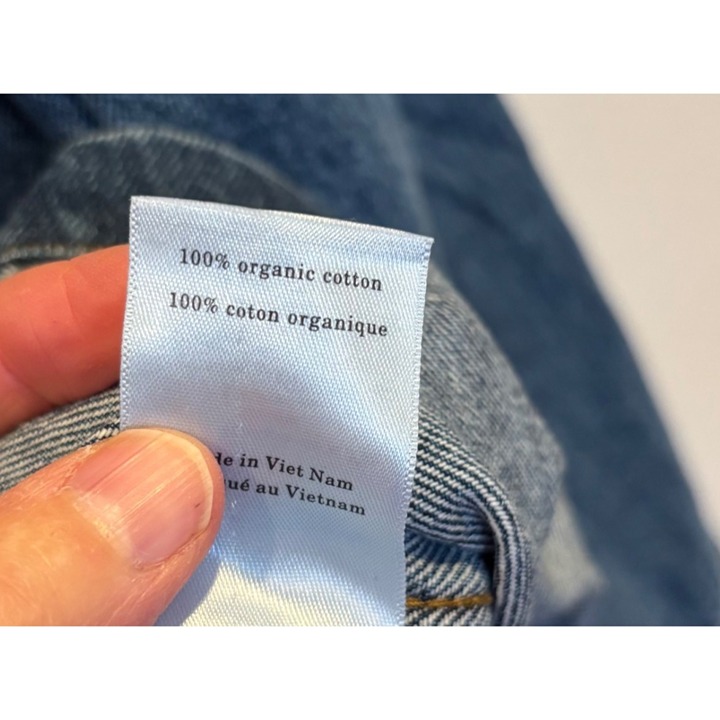 100% organic cotton
100% coton organique
in Viet Nam
au Vietnam